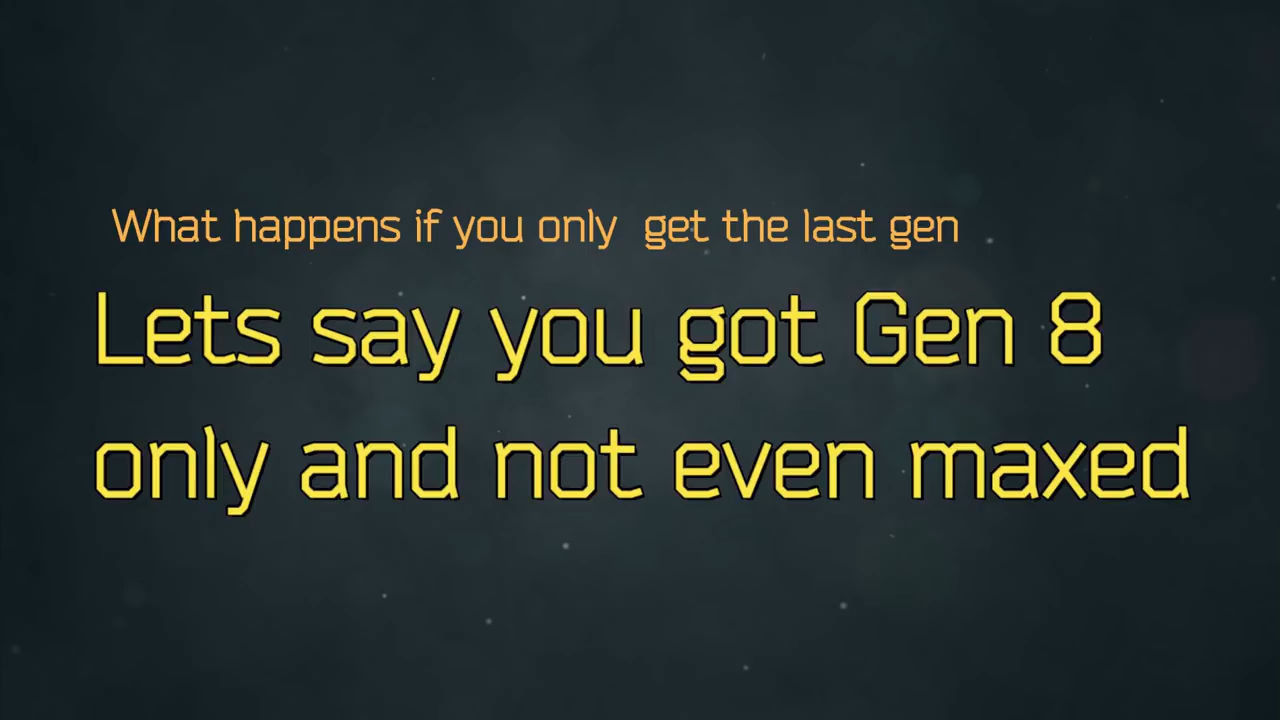 What happens if you only  get the last gen
Lets say you got Gen 8
only and not even maxed